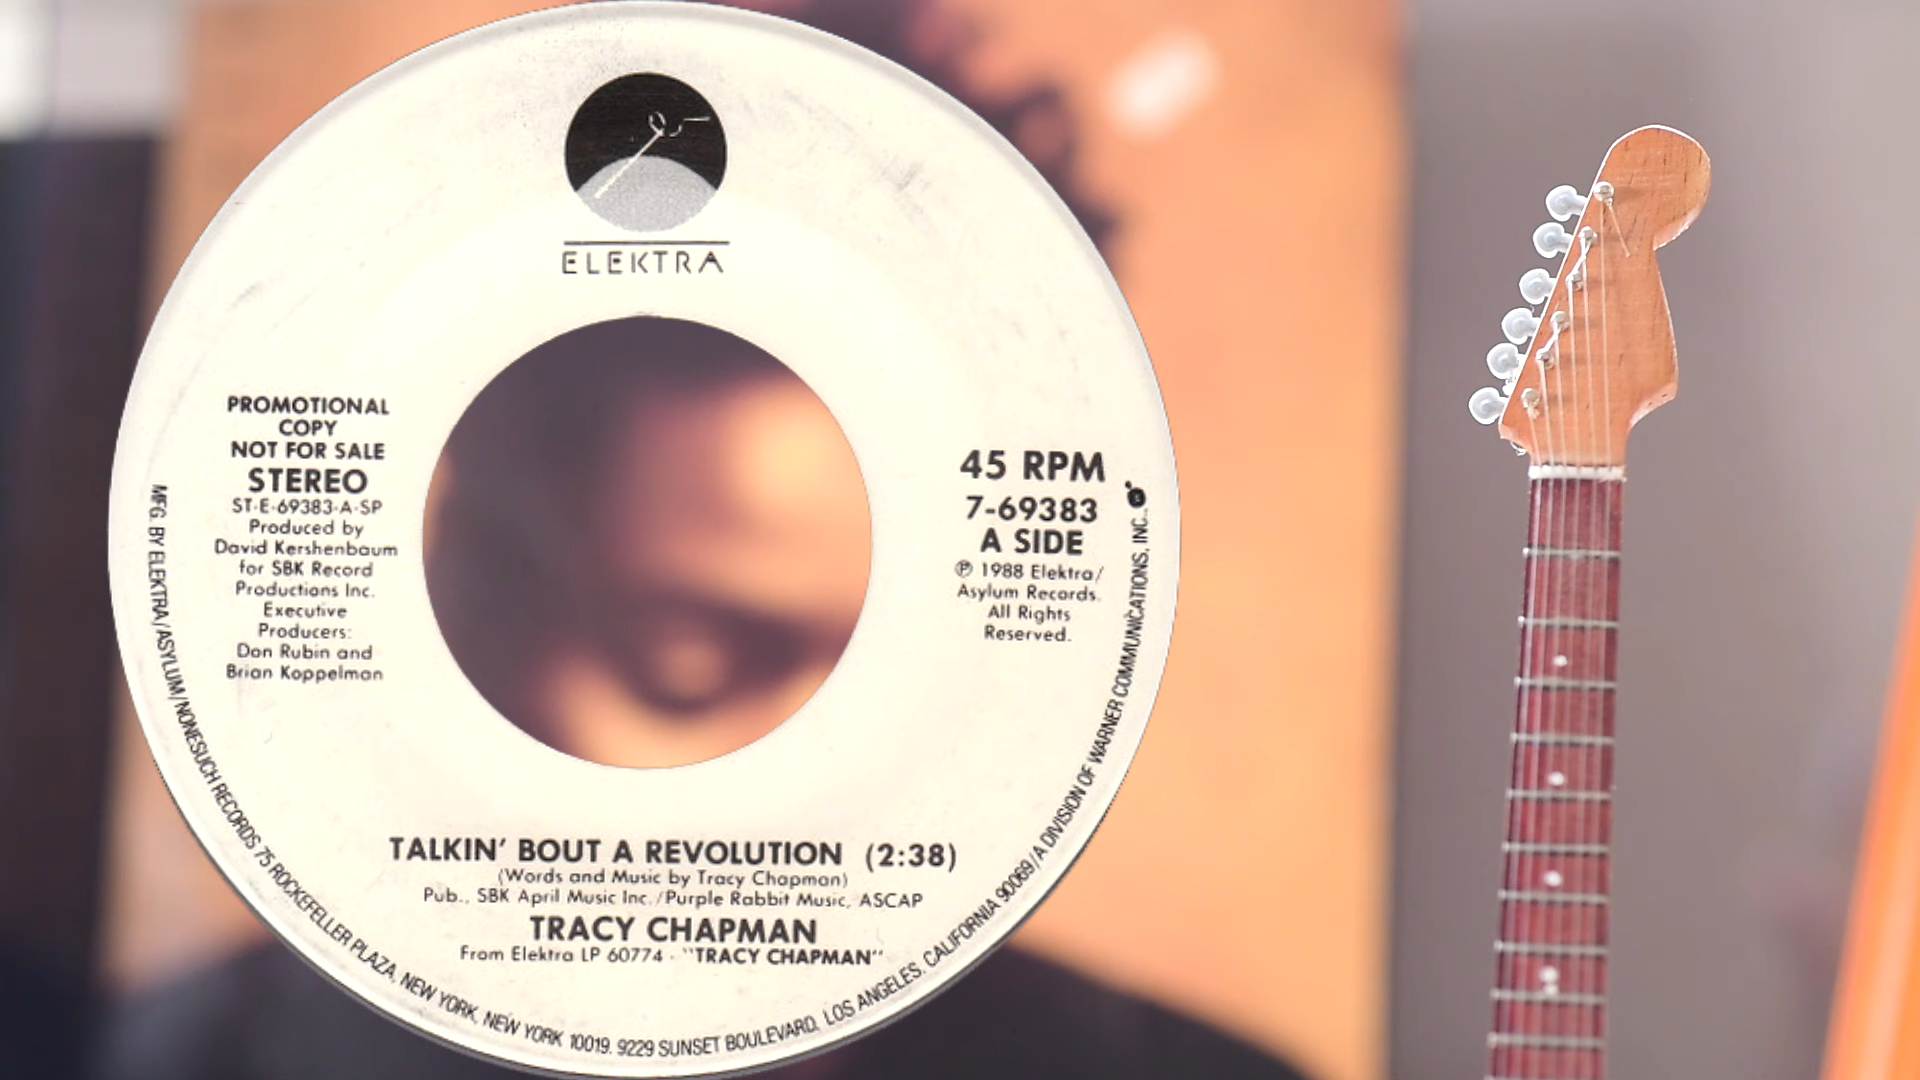 ELEKTRA
PROMOTIONAL
COPY
NOT FOR SALE
STEREO
ST-E-69383-A-SP
Produced by
David Kershenbaum
for SBK Record
Productions Inc.
Executive
Producers:
Don Rubin and
Brian Koppelman
45 RPM
7-69383
A SIDE
℗ 1988 Elektra/
Asylum Records.
All Rights
Reserved.
TALKIN' BOUT A REVOLUTION (2:38)
(Words and Music by Tracy Chapman)
Pub., SBK April Music Inc./Purple Rabbit Music, ASCAP
TRACY CHAPMAN
From Elektra LP 60774 - "TRACY CHAPMAN"
MFG. BY ELEKTRA/ASYLUM/NONESUCH RECORDS 75 ROCKEFELLER PLAZA, NEW YORK, NEW YORK 10019. 9229 SUNSET BOULEVARD, LOS ANGELES, CALIFORNIA 90069/A DIVISION OF WARNER COMMUNICATIONS, INC.